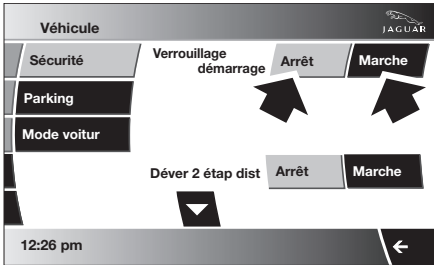 Véhicule
JAGUAR
Sécurité
Verrouillage
démarrage
Arrêt
Marche
Parking
Mode voitur
Déver 2 étap dist
Arrêt
Marche
12:26 pm